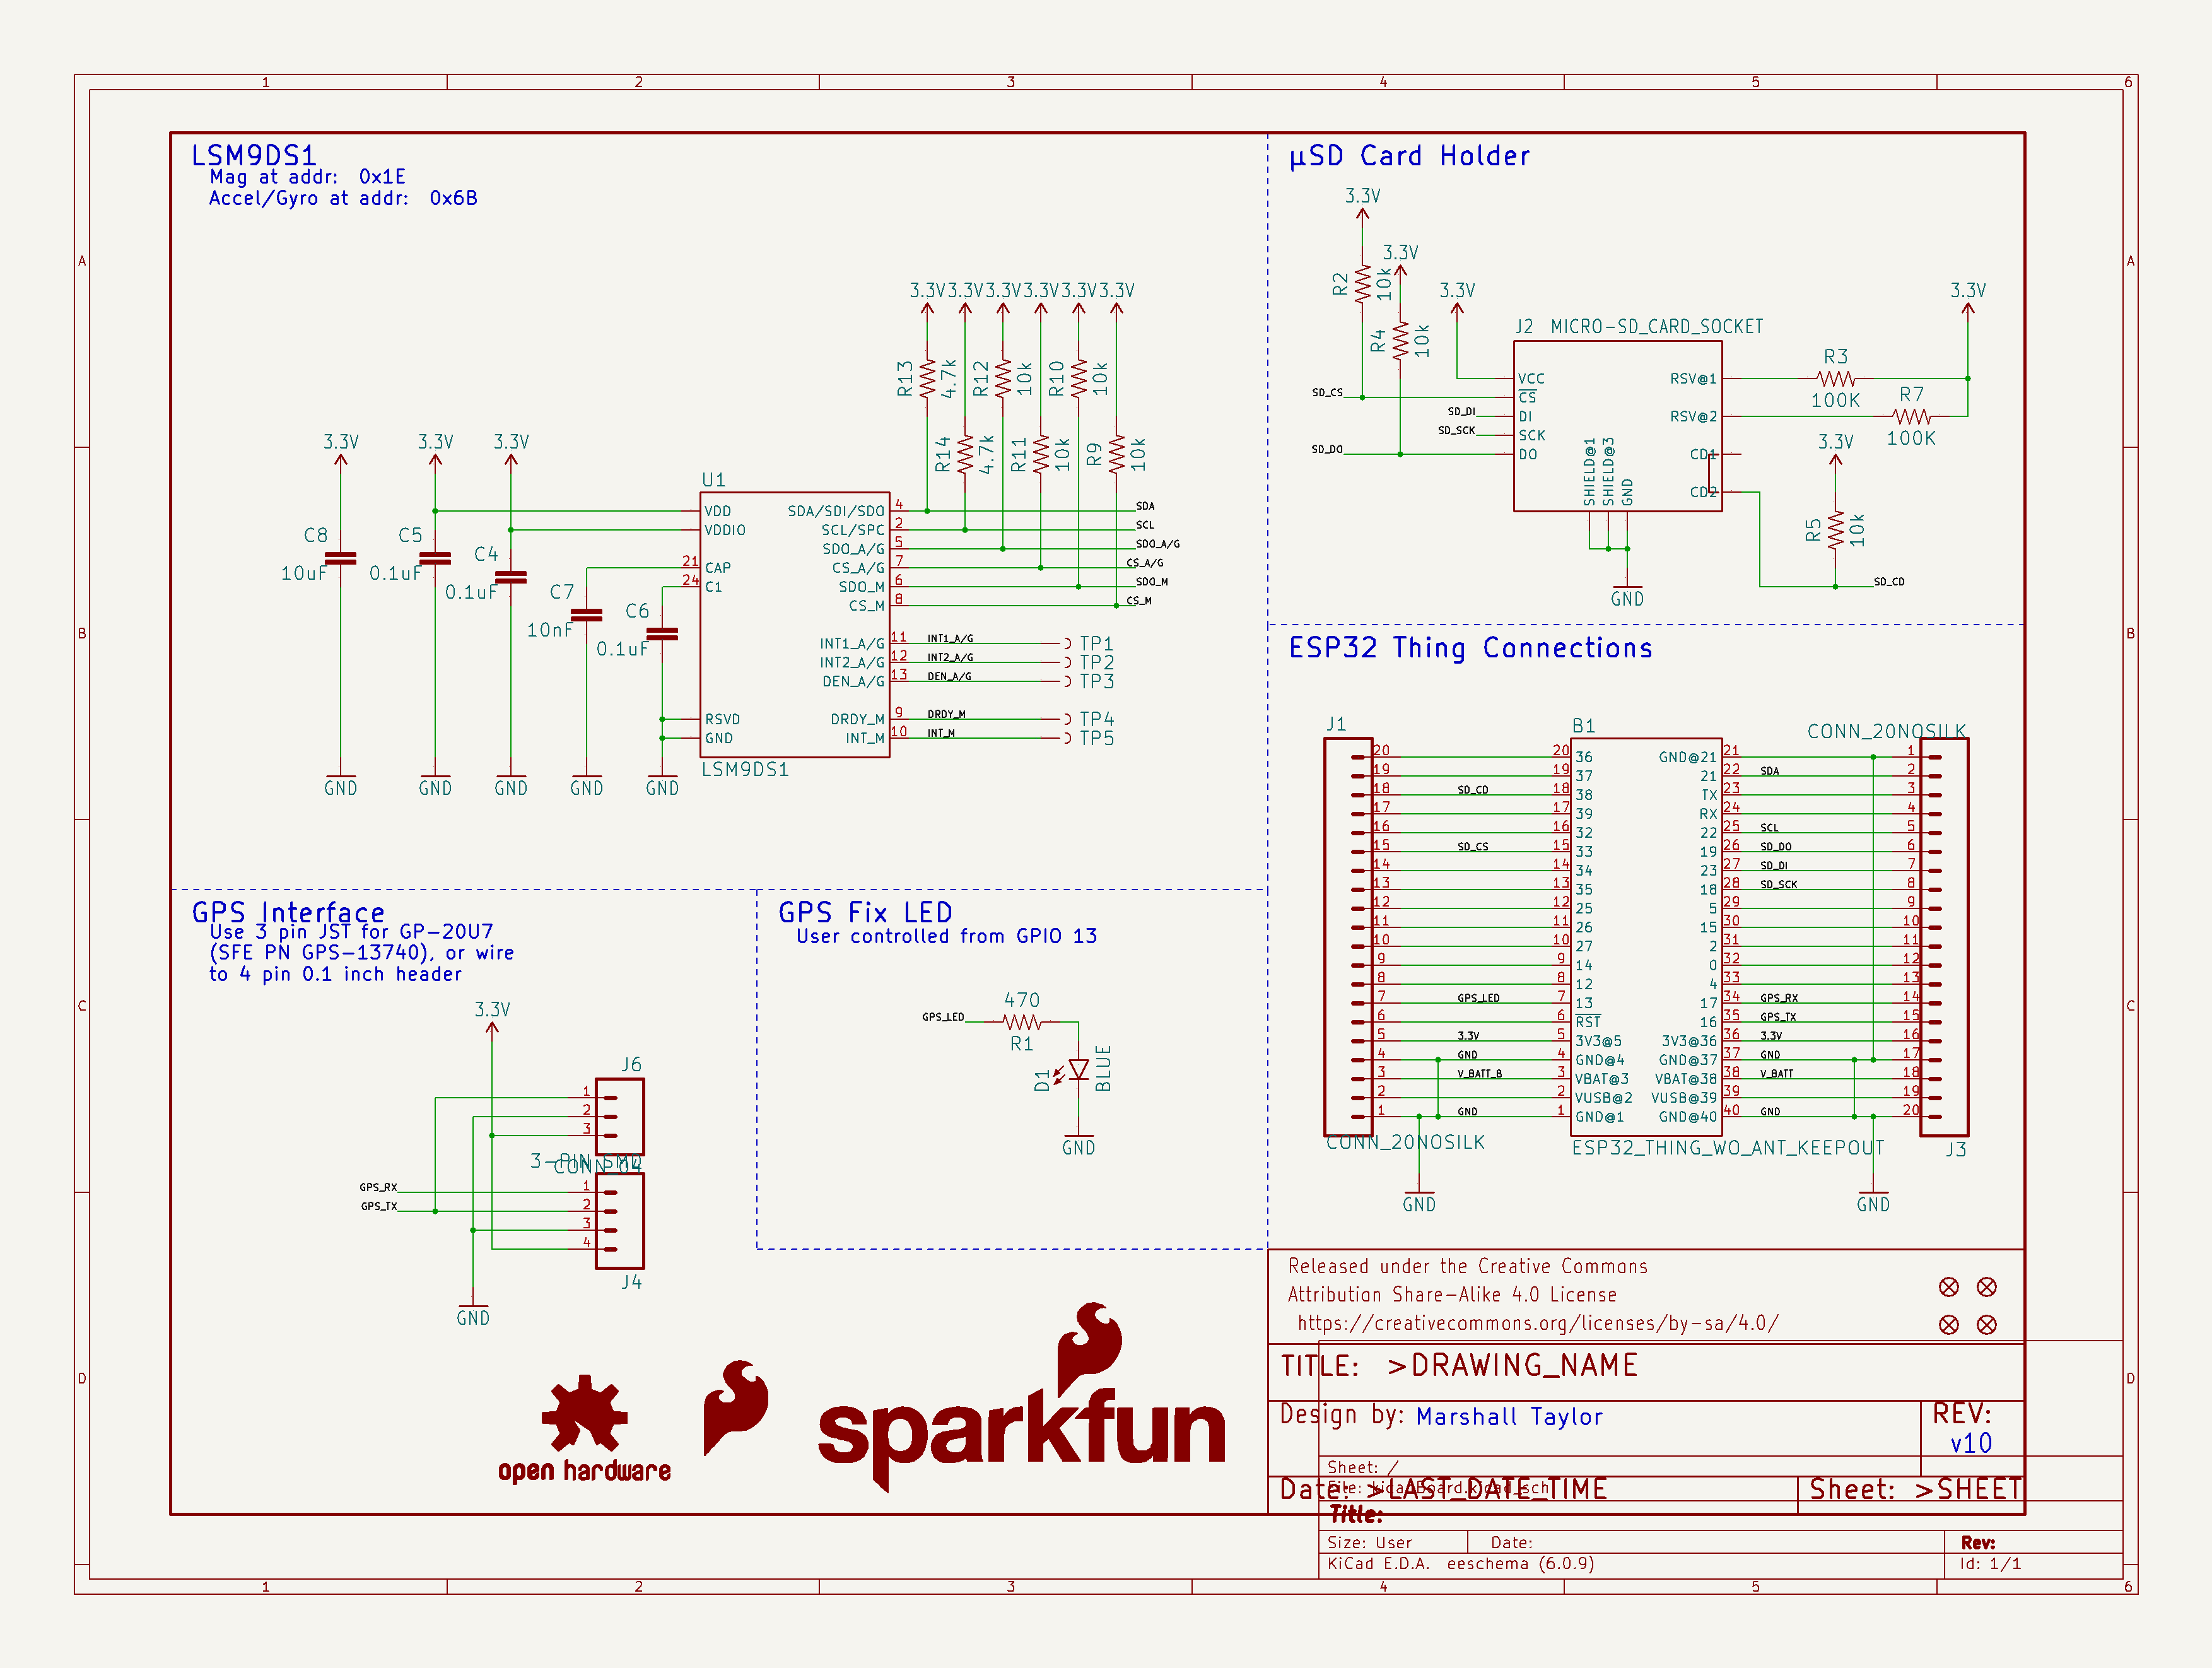 1 2 3 4 5 6
A
B
C
D
A
B
C
D
1 2 3 4 5 6
LSM9DS1
Mag at addr: 0x1E
Accel/Gyro at addr: 0x6B
3.3V 3.3V 3.3V 3.3V 3.3V 3.3V
R13 4.7k R12 10k R10 10k
R14 4.7k R11 10k R9 10k
3.3V 3.3V 3.3V
C8 10uF
C5 0.1uF
C4 0.1uF
C7 10nF
C6 0.1uF
GND GND GND GND GND
U1
VDD SDA/SDI/SDO 4 SDA
VDDIO SCL/SPC 2 SCL
SDO_A/G 5 SDO_A/G
21 CAP CS_A/G 7 CS_A/G
24 C1 SDO_M 6 SDO_M
CS_M 8 CS_M
INT1_A/G 11 INT1_A/G TP1
INT2_A/G 12 INT2_A/G TP2
DEN_A/G 13 DEN_A/G TP3
RSVD DRDY_M 9 DRDY_M TP4
GND INT_M 10 INT_M TP5
LSM9DS1
µSD Card Holder
3.3V
R2 10k
3.3V
R4 10k
3.3V
3.3V
J2 MICRO-SD_CARD_SOCKET
VCC RSV@1
SD_CS CS
SD_DI DI RSV@2
SD_SCK SCK
SD_DO DO CD1
CD2
SHIELD@1 SHIELD@3 GND
GND
R3
100K
R7
100K
3.3V
R5 10k
SD_CD
ESP32 Thing Connections
J1 B1 CONN_20NOSILK
20 20 36 GND@21 21 1
19 19 37 21 22 SDA 2
18 SD_CD 18 38 TX 23 3
17 17 39 RX 24 4
16 16 32 22 25 SCL 5
15 SD_CS 15 33 19 26 SD_DO 6
14 14 34 23 27 SD_DI 7
13 13 35 18 28 SD_SCK 8
12 12 25 5 29 9
11 11 26 15 30 10
10 10 27 2 31 11
9 9 14 0 32 12
8 8 12 4 33 13
7 GPS_LED 7 13 17 34 GPS_RX 14
6 6 RST 16 35 GPS_TX 15
5 3.3V 5 3V3@5 3V3@36 36 3.3V 16
4 GND 4 GND@4 GND@37 37 GND 17
3 V_BATT_B 3 VBAT@3 VBAT@38 38 V_BATT 18
2 2 VUSB@2 VUSB@39 39 19
1 GND 1 GND@1 GND@40 40 GND 20
CONN_20NOSILK ESP32_THING_WO_ANT_KEEPOUT J3
GND GND
GPS Interface
Use 3 pin JST for GP-20U7
(SFE PN GPS-13740), or wire
to 4 pin 0.1 inch header
3.3V
J6
1
2
3
3-PIN_SMD
CONN_04
GPS_RX 1
GPS_TX 2
3
4
J4
GND
GPS Fix LED
User controlled from GPIO 13
GPS_LED
470
R1
D1
BLUE
GND
open hardware
sparkfun
Released under the Creative Commons
Attribution Share-Alike 4.0 License
https://creativecommons.org/licenses/by-sa/4.0/
TITLE: >DRAWING_NAME
Design by: Marshall Taylor
REV:
v10
Sheet: /
File: kicadBoard.kicad_sch
Date: >LAST_DATE_TIME
Sheet: >SHEET
Title:
Size: User Date: Rev:
KiCad E.D.A. eeschema (6.0.9) Id: 1/1